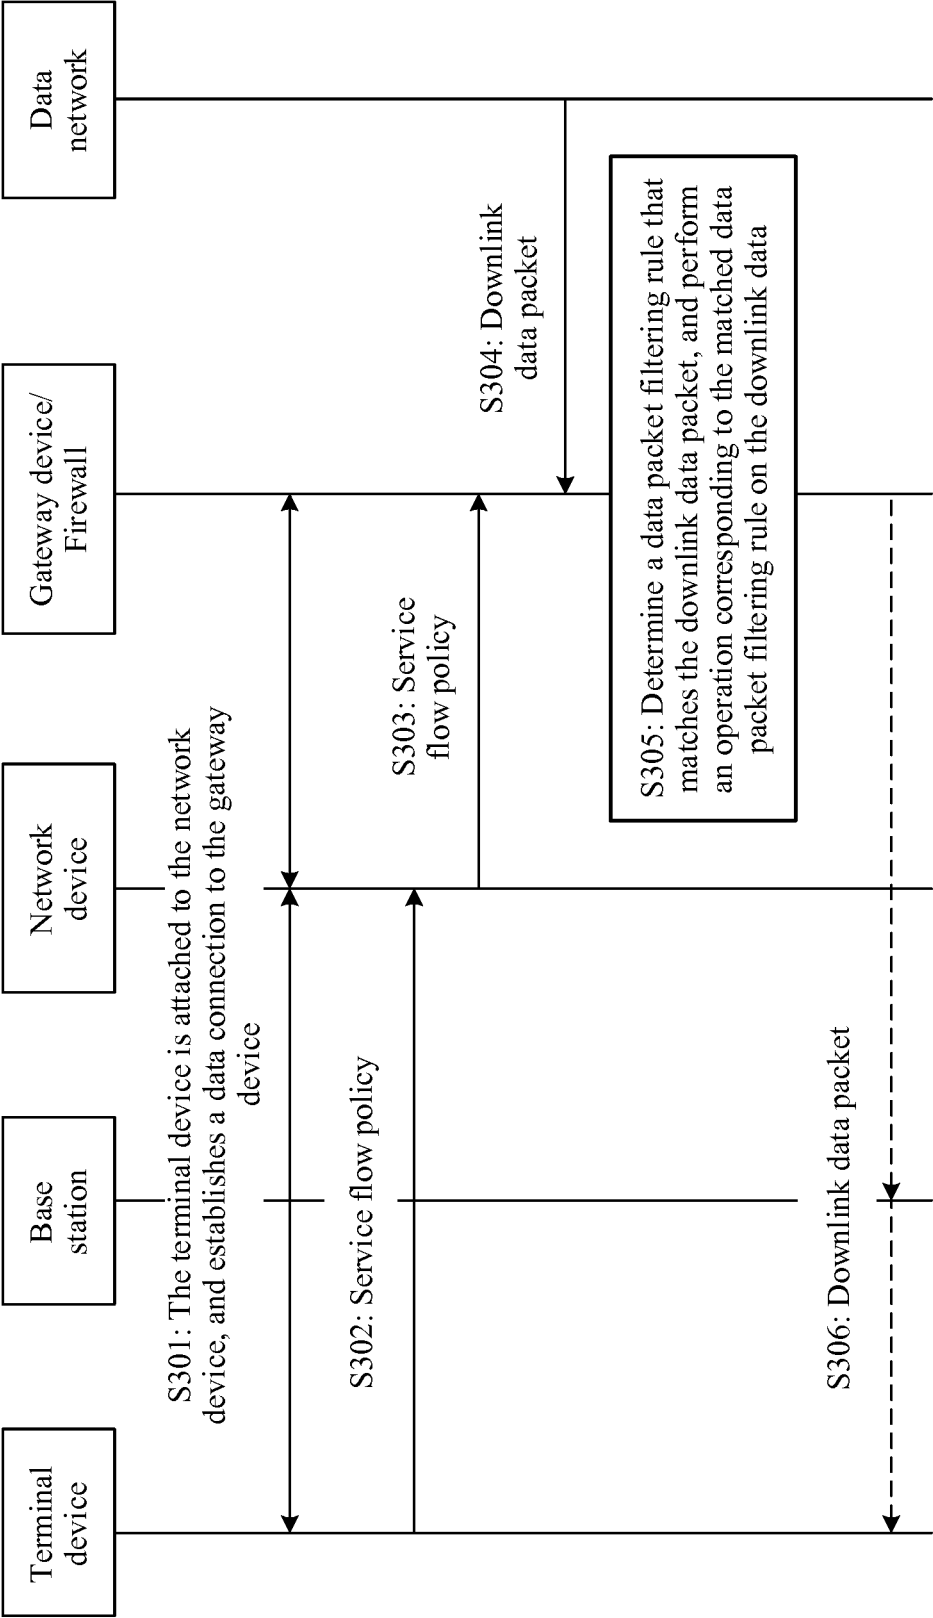 Terminal
device
Base
station
Network
device
Gateway device/
Firewall
Data
network
S301: The terminal device is attached to the network
device, and establishes a data connection to the gateway
device
S302: Service flow policy
S303: Service
flow policy
S304: Downlink
data packet
S305: Determine a data packet filtering rule that
matches the downlink data packet, and perform
an operation corresponding to the matched data
packet filtering rule on the downlink data
S306: Downlink data packet